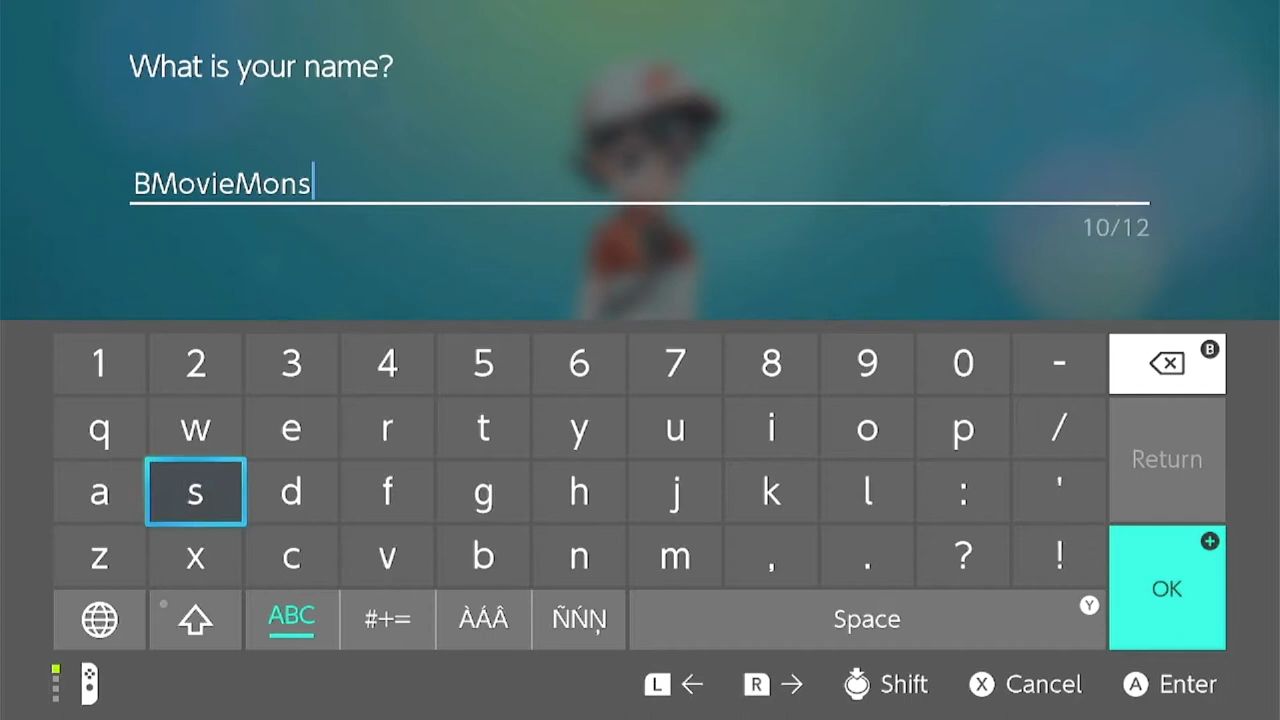 What is your name?
BMovieMons
10/12
1 2 3 4 5 6 7 8 9 0 - B
q w e r t y u i o p / Return
a s d f g h j k l : '
z x c v b n m , . ? ! + OK
ABC #+= ÀÁÂ ÑŃŅ Space Y
L ← R → Shift X Cancel A Enter